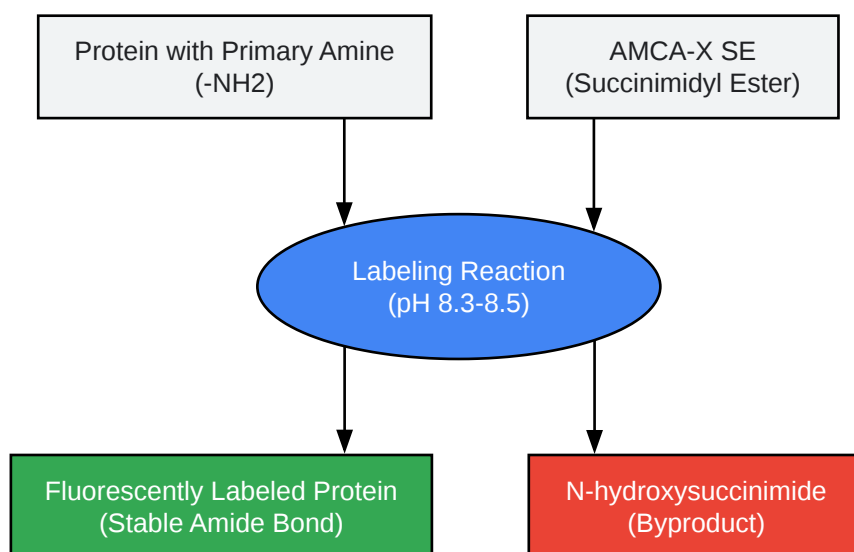 Protein with Primary Amine
(-NH2)
AMCA-X SE
(Succinimidyl Ester)
Labeling Reaction
(pH 8.3-8.5)
Fluorescently Labeled Protein
(Stable Amide Bond)
N-hydroxysuccinimide
(Byproduct)